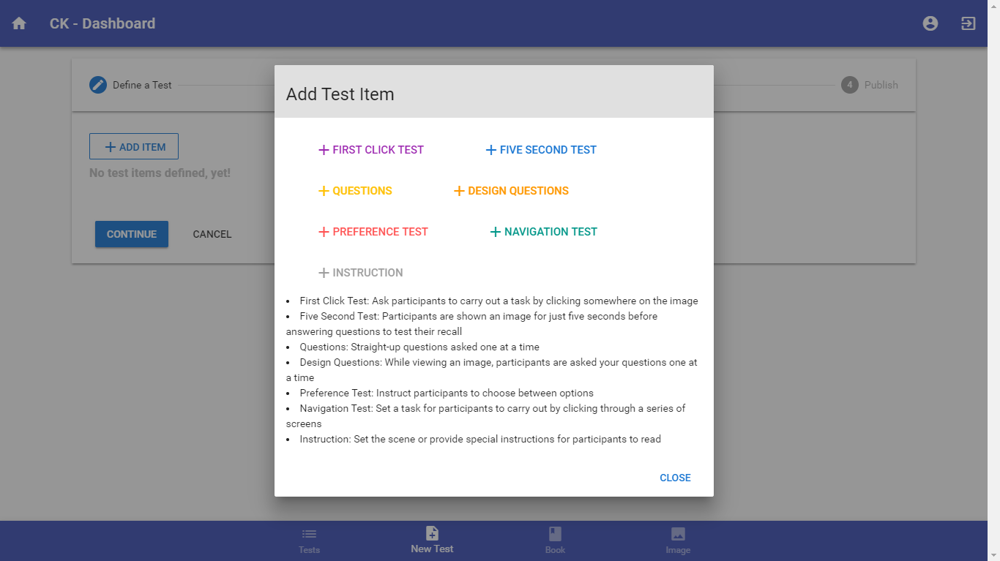 CK - Dashboard
Define a Test
4 Publish
ADD ITEM
No test items defined, yet!
CONTINUE CANCEL
Add Test Item
FIRST CLICK TEST FIVE SECOND TEST
QUESTIONS DESIGN QUESTIONS
PREFERENCE TEST NAVIGATION TEST
INSTRUCTION
• First Click Test: Ask participants to carry out a task by clicking somewhere on the image
• Five Second Test: Participants are shown an image for just five seconds before
answering questions to test their recall
• Questions: Straight-up questions asked one at a time
• Design Questions: While viewing an image, participants are asked your questions one at
a time
• Preference Test: Instruct participants to choose between options
• Navigation Test: Set a task for participants to carry out by clicking through a series of
screens
• Instruction: Set the scene or provide special instructions for participants to read
CLOSE
Tests New Test Book Image